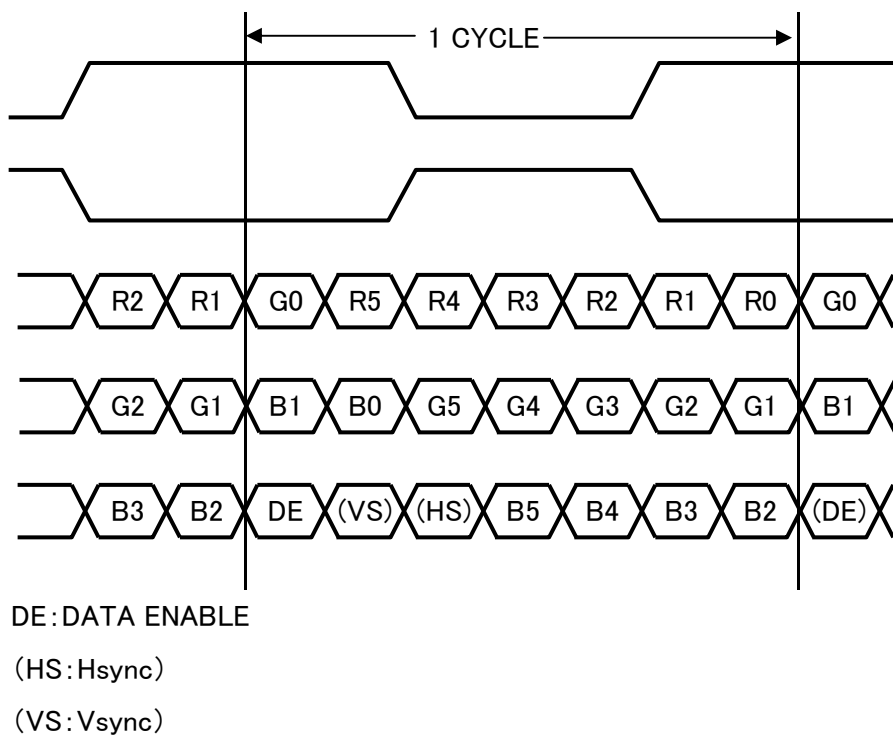 1 CYCLE
R2 R1 G0 R5 R4 R3 R2 R1 R0 G0
G2 G1 B1 B0 G5 G4 G3 G2 G1 B1
B3 B2 DE (VS) (HS) B5 B4 B3 B2 (DE)
DE:DATA ENABLE
(HS:Hsync)
(VS:Vsync)